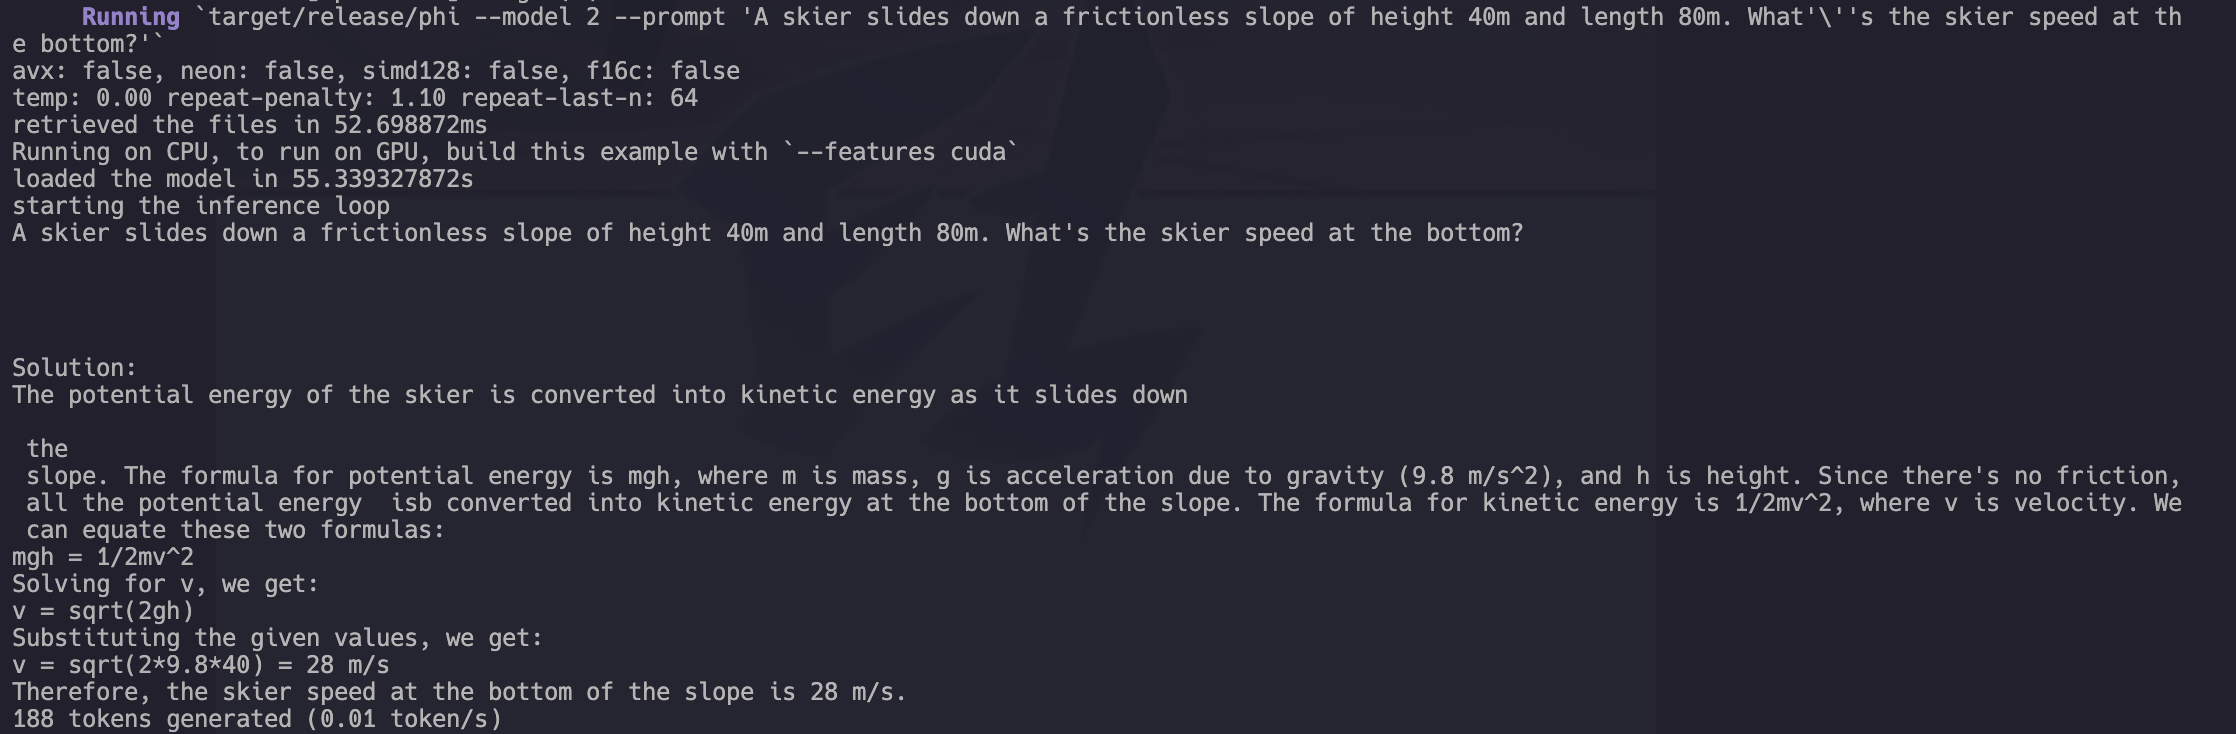 Running `target/release/phi --model 2 --prompt 'A skier slides down a frictionless slope of height 40m and length 80m. What'\''s the skier speed at th
e bottom?'`
avx: false, neon: false, simd128: false, f16c: false
temp: 0.00 repeat-penalty: 1.10 repeat-last-n: 64
retrieved the files in 52.698872ms
Running on CPU, to run on GPU, build this example with `--features cuda`
loaded the model in 55.339327872s
starting the inference loop
A skier slides down a frictionless slope of height 40m and length 80m. What's the skier speed at the bottom?
Solution:
The potential energy of the skier is converted into kinetic energy as it slides down
the
slope. The formula for potential energy is mgh, where m is mass, g is acceleration due to gravity (9.8 m/s^2), and h is height. Since there's no friction,
all the potential energy  isb converted into kinetic energy at the bottom of the slope. The formula for kinetic energy is 1/2mv^2, where v is velocity. We
can equate these two formulas:
mgh = 1/2mv^2
Solving for v, we get:
v = sqrt(2gh)
Substituting the given values, we get:
v = sqrt(2*9.8*40) = 28 m/s
Therefore, the skier speed at the bottom of the slope is 28 m/s.
188 tokens generated (0.01 token/s)